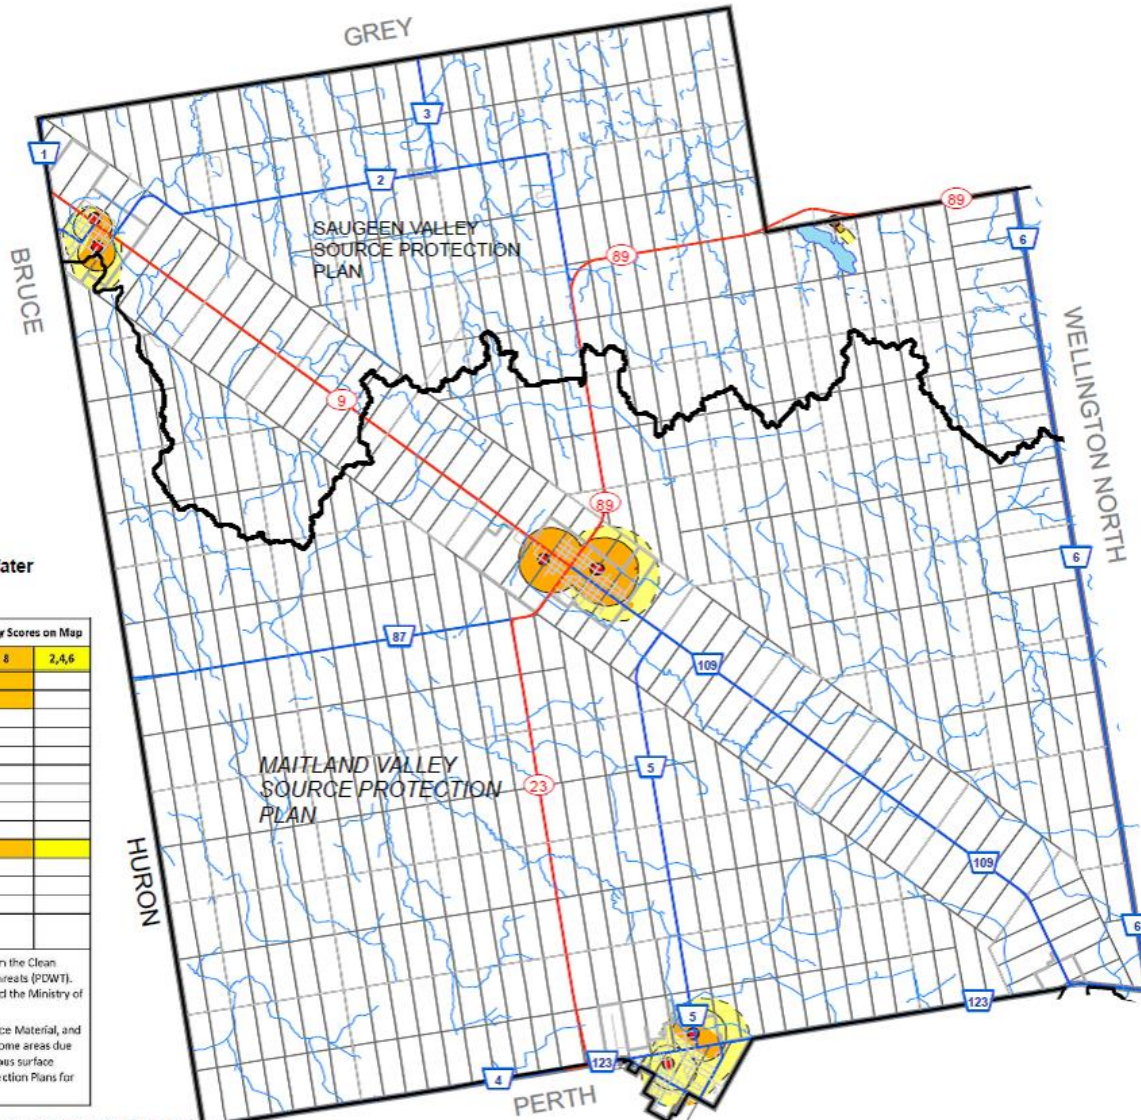 GREY
3
1
2
89
SAUGEEN VALLEY
SOURCE PROTECTION
PLAN
89
6
BRUCE
WELLINGTON NORTH
9
89
6
ater
y Scores on Map
8 2,4,6
87
109
MAITLAND VALLEY
SOURCE PROTECTION
PLAN
5
23
HURON
109
6
m the Clean
reats (PDWT).
d the Ministry of
ce Material, and
ome areas due
ous surface
ection Plans for
5
123
123
4
PERTH